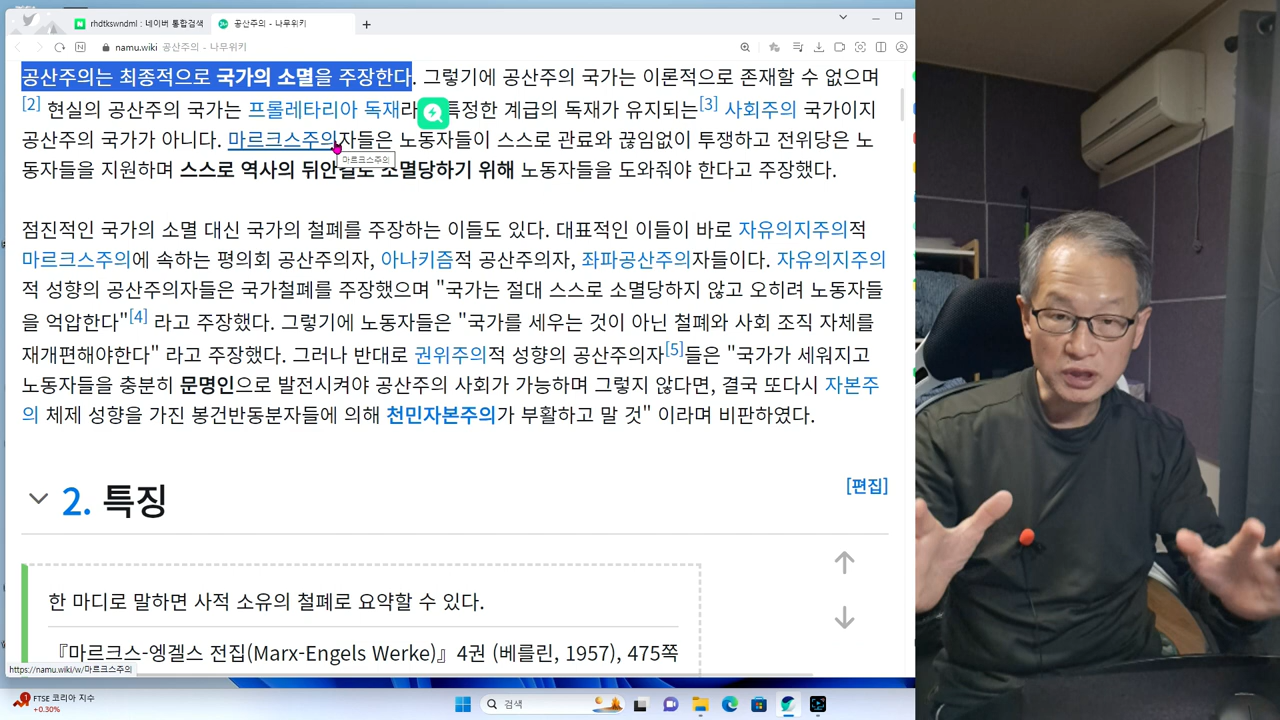 rhdtkswndml : 네이버 통합검색
공산주의 - 나무위키
namu.wiki 공산주의 - 나무위키
공산주의는 최종적으로 국가의 소멸을 주장한다. 그렇기에 공산주의 국가는 이론적으로 존재할 수 없으며
[2] 현실의 공산주의 국가는 프롤레타리아 독재라 특정한 계급의 독재가 유지되는[3] 사회주의 국가이지
공산주의 국가가 아니다. 마르크스주의자들은 노동자들이 스스로 관료와 끊임없이 투쟁하고 전위당은 노
마르크스주의
동자들을 지원하며 스스로 역사의 뒤안길로 소멸당하기 위해 노동자들을 도와줘야 한다고 주장했다.
점진적인 국가의 소멸 대신 국가의 철폐를 주장하는 이들도 있다. 대표적인 이들이 바로 자유의지주의적
마르크스주의에 속하는 평의회 공산주의자, 아나키즘적 공산주의자, 좌파공산주의자들이다. 자유의지주의
적 성향의 공산주의자들은 국가철폐를 주장했으며 "국가는 절대 스스로 소멸당하지 않고 오히려 노동자들
을 억압한다"[4] 라고 주장했다. 그렇기에 노동자들은 "국가를 세우는 것이 아닌 철폐와 사회 조직 자체를
재개편해야한다" 라고 주장했다. 그러나 반대로 권위주의적 성향의 공산주의자[5]들은 "국가가 세워지고
노동자들을 충분히 문명인으로 발전시켜야 공산주의 사회가 가능하며 그렇지 않다면, 결국 또다시 자본주
의 체제 성향을 가진 봉건반동분자들에 의해 천민자본주의가 부활하고 말 것" 이라며 비판하였다.
2. 특징
[편집]
한 마디로 말하면 사적 소유의 철폐로 요약할 수 있다.
『마르크스-엥겔스 전집(Marx-Engels Werke)』4권 (베를린, 1957), 475쪽
https://namu.wiki/w/마르크스주의
FTSE 코리아 지수
+0.30%
검색